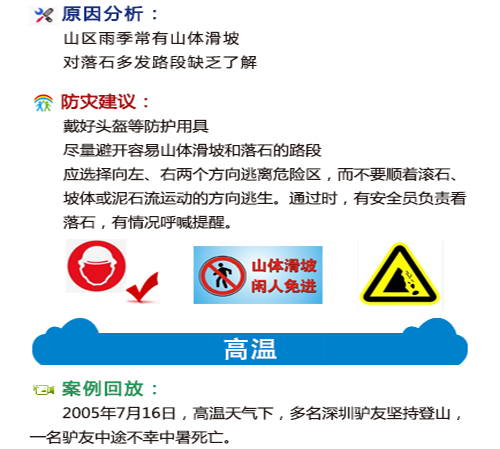 原因分析：
山区雨季常有山体滑坡
对落石多发路段缺乏了解
防灾建议：
戴好头盔等防护用具
尽量避开容易山体滑坡和落石的路段
应选择向左、右两个方向逃离危险区，而不要顺着滚石、
坡体或泥石流运动的方向逃生。通过时，有安全员负责看
落石，有情况呼喊提醒。
山体滑坡
闲人免进
高温
案例回放：
2005年7月16日，高温天气下，多名深圳驴友坚持登山，
一名驴友中途不幸中暑死亡。